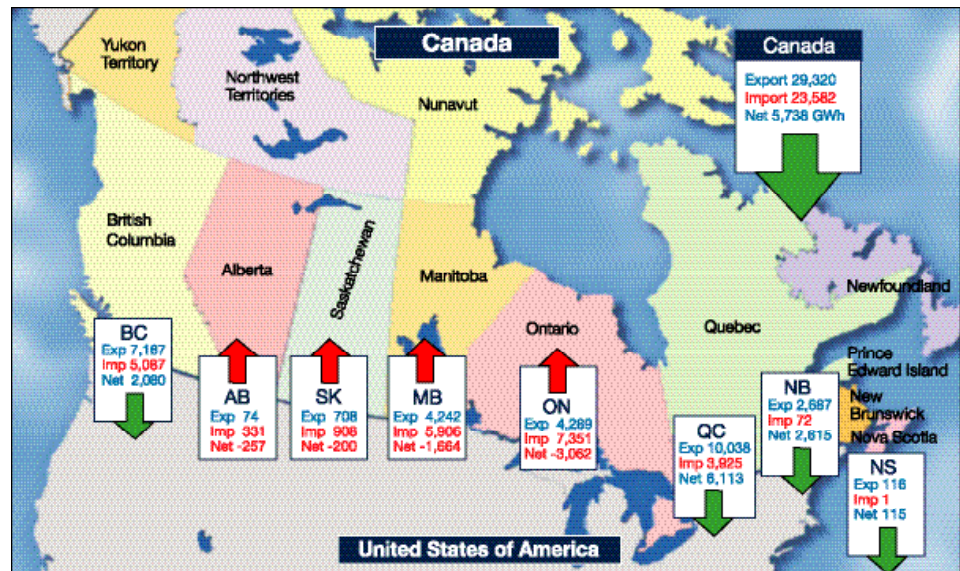 Canada
Yukon
Territory
Northwest
Territories
Nunavut
Canada
Export 29,320
Import 23,582
Net 5,738 GWh
British
Columbia
Alberta
Saskatchewan
Manitoba
Ontario
Quebec
Newfoundland
Prince
Edward Island
New
Brunswick
Nova Scotia
BC
Exp 7,167
Imp 5,087
Net 2,080
AB
Exp 74
Imp 331
Net -257
SK
Exp 708
Imp 908
Net -200
MB
Exp 4,242
Imp 5,906
Net -1,664
ON
Exp 4,289
Imp 7,351
Net -3,062
QC
Exp 10,038
Imp 3,925
Net 6,113
NB
Exp 2,687
Imp 72
Net 2,615
NS
Exp 116
Imp 1
Net 115
United States of America